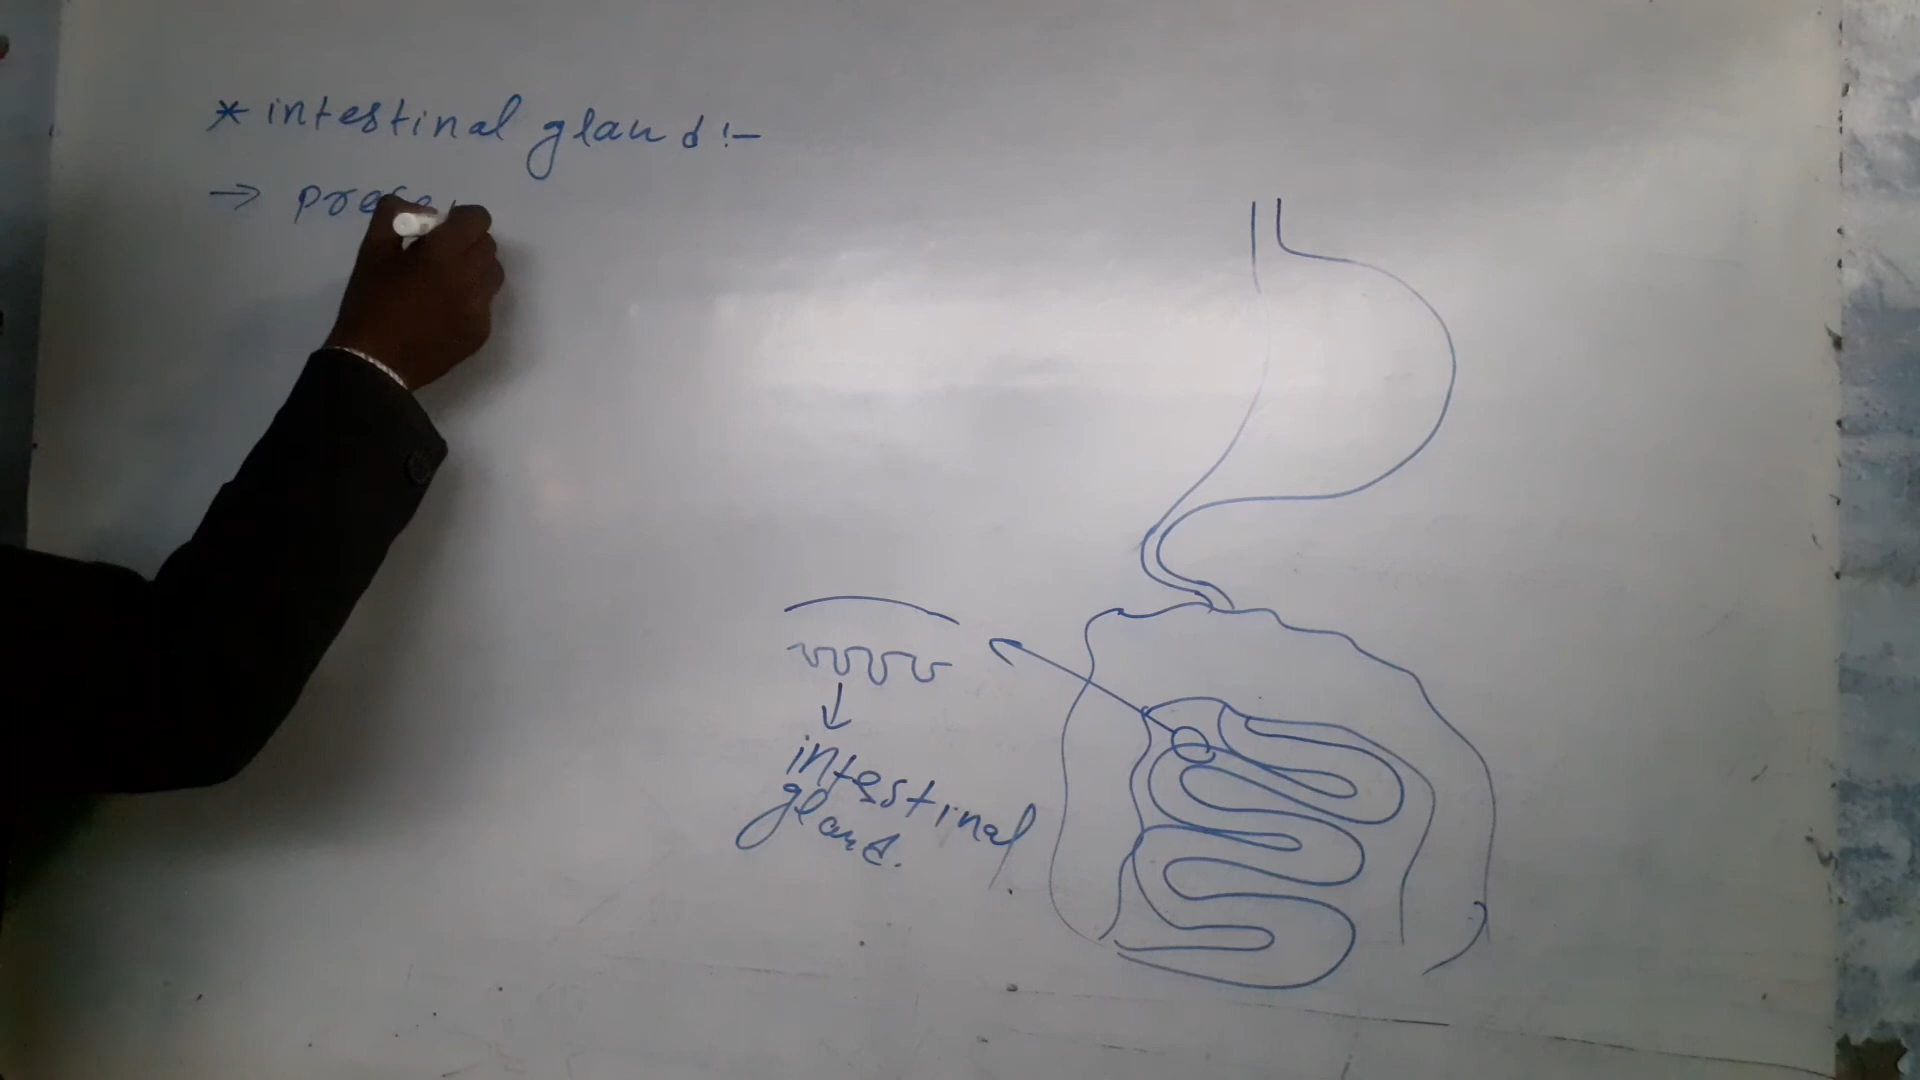 * intestinal gland :-
→
intestinal
gland.